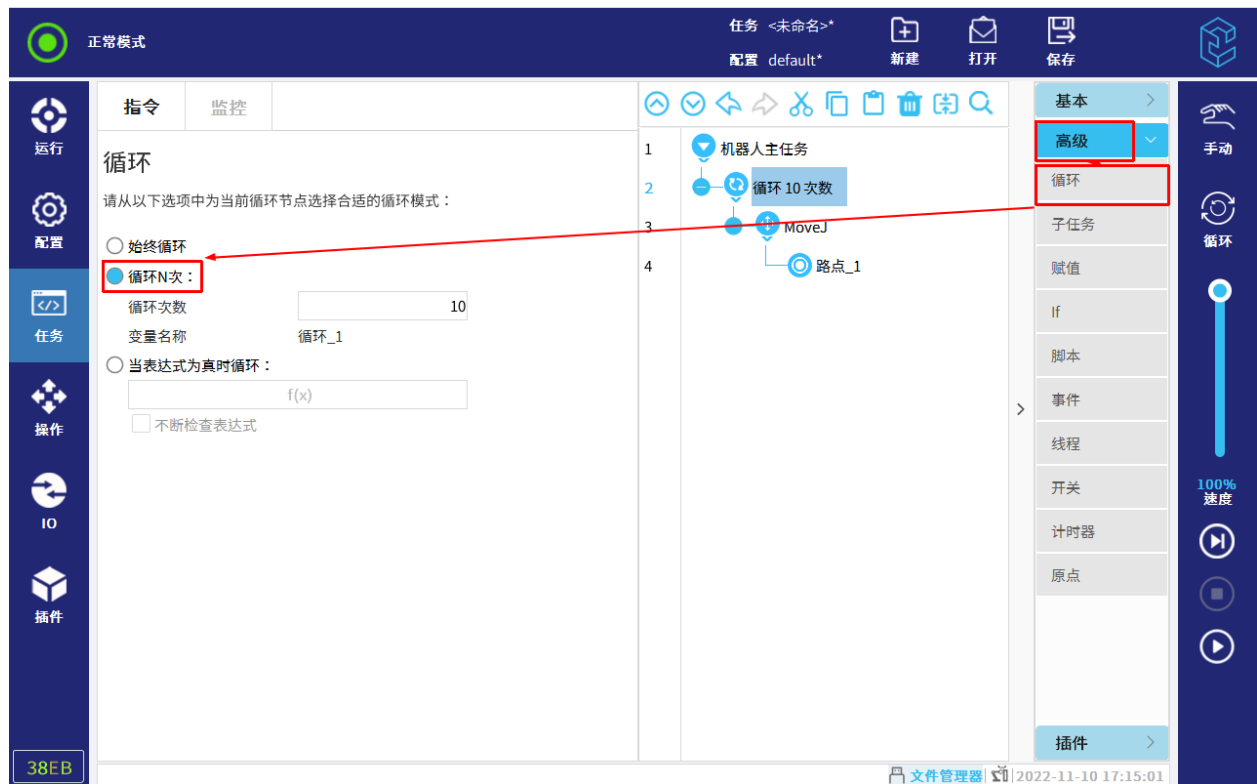 正常模式
任务 <未命名>*
配置 default*
新建
打开
保存
运行
配置
任务
操作
IO
插件
38EB
指令
监控
循环
请从以下选项中为当前循环节点选择合适的循环模式：
始终循环
循环N次：
循环次数 10
变量名称 循环_1
当表达式为真时循环：
f(x)
不断检查表达式
1 机器人主任务
2 循环 10 次数
3 MoveJ
4 路点_1
基本
高级
循环
子任务
赋值
If
脚本
事件
线程
开关
计时器
原点
插件
手动
循环
100%
速度
文件管理器
2022-11-10 17:15:01